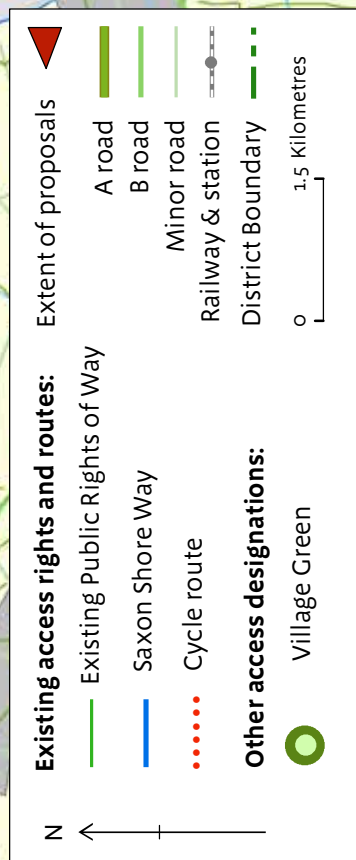 N
Existing access rights and routes:
Existing Public Rights of Way
Saxon Shore Way
Cycle route
Other access designations:
Village Green
Extent of proposals
A road
B road
Minor road
Railway & station
District Boundary
0 1.5 Kilometres